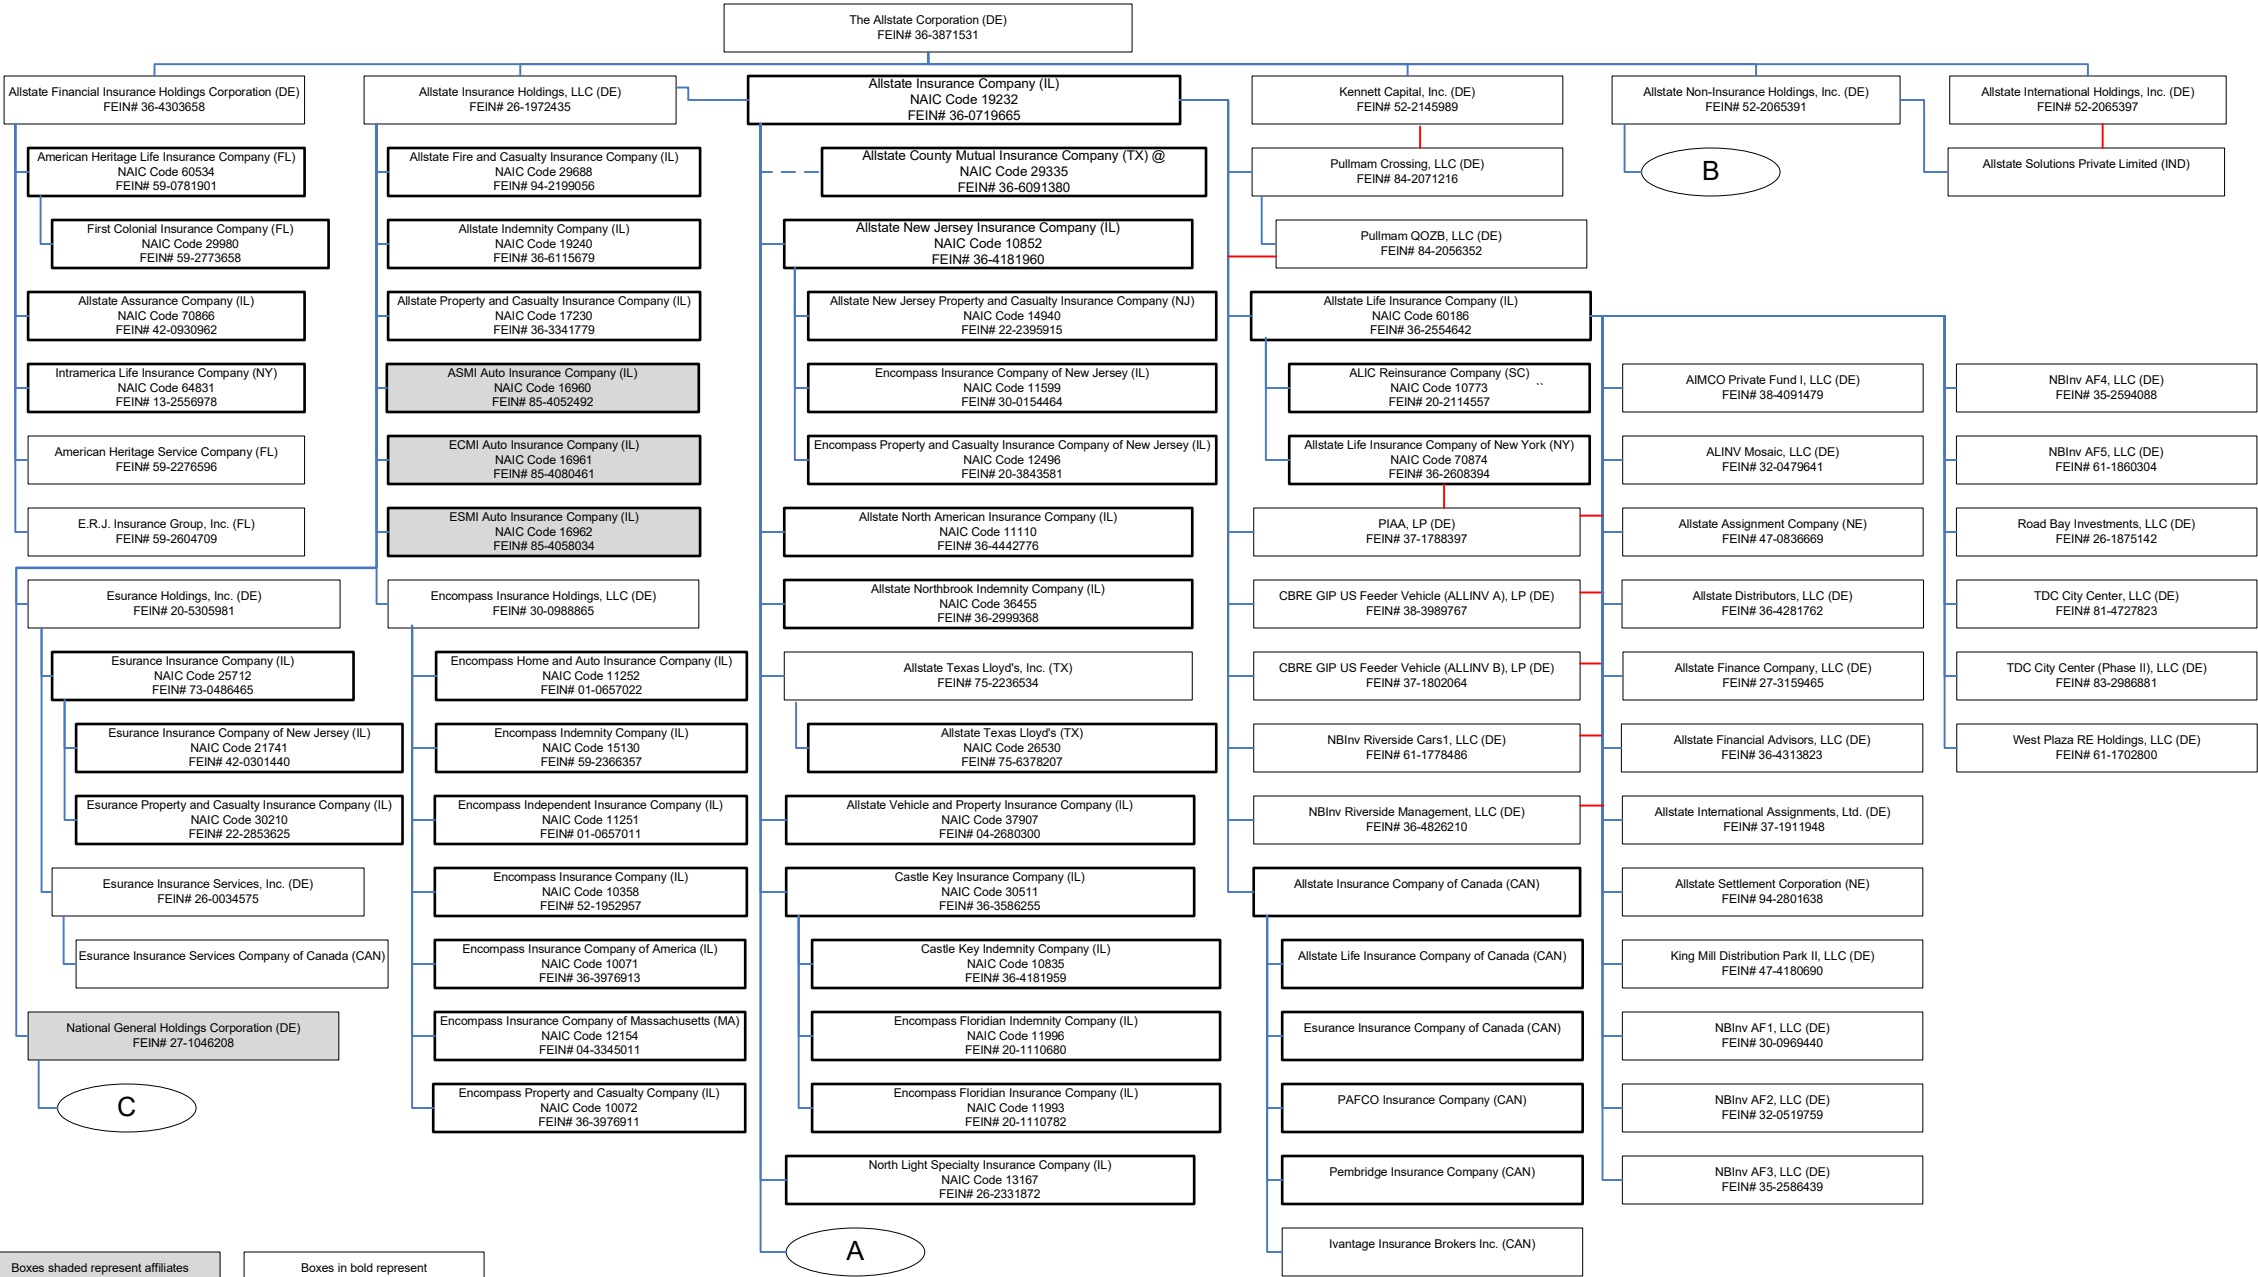 The Allstate Corporation (DE)
FEIN# 36-3871531
Allstate Financial Insurance Holdings Corporation (DE)
FEIN# 36-4303658
American Heritage Life Insurance Company (FL)
NAIC Code 60534
FEIN# 59-0781901
First Colonial Insurance Company (FL)
NAIC Code 29980
FEIN# 59-2773658
Allstate Assurance Company (IL)
NAIC Code 70866
FEIN# 42-0930962
Intramerica Life Insurance Company (NY)
NAIC Code 64831
FEIN# 13-2556978
American Heritage Service Company (FL)
FEIN# 59-2276596
E.R.J. Insurance Group, Inc. (FL)
FEIN# 59-2604709
Esurance Holdings, Inc. (DE)
FEIN# 20-5305981
Esurance Insurance Company (IL)
NAIC Code 25712
FEIN# 73-0486465
Esurance Insurance Company of New Jersey (IL)
NAIC Code 21741
FEIN# 42-0301440
Esurance Property and Casualty Insurance Company (IL)
NAIC Code 30210
FEIN# 22-2853625
Esurance Insurance Services, Inc. (DE)
FEIN# 26-0034575
Esurance Insurance Services Company of Canada (CAN)
National General Holdings Corporation (DE)
FEIN# 27-1046208
C
Allstate Insurance Holdings, LLC (DE)
FEIN# 26-1972435
Allstate Fire and Casualty Insurance Company (IL)
NAIC Code 29688
FEIN# 94-2199056
Allstate Indemnity Company (IL)
NAIC Code 19240
FEIN# 36-6115679
Allstate Property and Casualty Insurance Company (IL)
NAIC Code 17230
FEIN# 36-3341779
ASMI Auto Insurance Company (IL)
NAIC Code 16960
FEIN# 85-4052492
ECMI Auto Insurance Company (IL)
NAIC Code 16961
FEIN# 85-4080461
ESMI Auto Insurance Company (IL)
NAIC Code 16962
FEIN# 85-4058034
Encompass Insurance Holdings, LLC (DE)
FEIN# 30-0988865
Encompass Home and Auto Insurance Company (IL)
NAIC Code 11252
FEIN# 01-0657022
Encompass Indemnity Company (IL)
NAIC Code 15130
FEIN# 59-2366357
Encompass Independent Insurance Company (IL)
NAIC Code 11251
FEIN# 01-0657011
Encompass Insurance Company (IL)
NAIC Code 10358
FEIN# 52-1952957
Encompass Insurance Company of America (IL)
NAIC Code 10071
FEIN# 36-3976913
Encompass Insurance Company of Massachusetts (MA)
NAIC Code 12154
FEIN# 04-3345011
Encompass Property and Casualty Company (IL)
NAIC Code 10072
FEIN# 36-3976911
Allstate Insurance Company (IL)
NAIC Code 19232
FEIN# 36-0719665
Allstate County Mutual Insurance Company (TX) @
NAIC Code 29335
FEIN# 36-6091380
Allstate New Jersey Insurance Company (IL)
NAIC Code 10852
FEIN# 36-4181960
Allstate New Jersey Property and Casualty Insurance Company (NJ)
NAIC Code 14940
FEIN# 22-2395915
Encompass Insurance Company of New Jersey (IL)
NAIC Code 11599
FEIN# 30-0154464
Encompass Property and Casualty Insurance Company of New Jersey (IL)
NAIC Code 12496
FEIN# 20-3843581
Allstate North American Insurance Company (IL)
NAIC Code 11110
FEIN# 36-4442776
Allstate Northbrook Indemnity Company (IL)
NAIC Code 36455
FEIN# 36-2999368
Allstate Texas Lloyd's, Inc. (TX)
FEIN# 75-2236534
Allstate Texas Lloyd's (TX)
NAIC Code 26530
FEIN# 75-6378207
Allstate Vehicle and Property Insurance Company (IL)
NAIC Code 37907
FEIN# 04-2680300
Castle Key Insurance Company (IL)
NAIC Code 30511
FEIN# 36-3586255
Castle Key Indemnity Company (IL)
NAIC Code 10835
FEIN# 36-4181959
Encompass Floridian Indemnity Company (IL)
NAIC Code 11996
FEIN# 20-1110680
Encompass Floridian Insurance Company (IL)
NAIC Code 11993
FEIN# 20-1110782
North Light Specialty Insurance Company (IL)
NAIC Code 13167
FEIN# 26-2331872
A
Kennett Capital, Inc. (DE)
FEIN# 52-2145989
Pullmam Crossing, LLC (DE)
FEIN# 84-2071216
Pullmam QOZB, LLC (DE)
FEIN# 84-2056352
Allstate Life Insurance Company (IL)
NAIC Code 60186
FEIN# 36-2554642
ALIC Reinsurance Company (SC)
NAIC Code 10773 ``
FEIN# 20-2114557
Allstate Life Insurance Company of New York (NY)
NAIC Code 70874
FEIN# 36-2608394
PIAA, LP (DE)
FEIN# 37-1788397
CBRE GIP US Feeder Vehicle (ALLINV A), LP (DE)
FEIN# 38-3989767
CBRE GIP US Feeder Vehicle (ALLINV B), LP (DE)
FEIN# 37-1802064
NBInv Riverside Cars1, LLC (DE)
FEIN# 61-1778486
NBInv Riverside Management, LLC (DE)
FEIN# 36-4826210
Allstate Insurance Company of Canada (CAN)
Allstate Life Insurance Company of Canada (CAN)
Esurance Insurance Company of Canada (CAN)
PAFCO Insurance Company (CAN)
Pembridge Insurance Company (CAN)
Ivantage Insurance Brokers Inc. (CAN)
Allstate Non-Insurance Holdings, Inc. (DE)
FEIN# 52-2065391
B
AIMCO Private Fund I, LLC (DE)
FEIN# 38-4091479
ALINV Mosaic, LLC (DE)
FEIN# 32-0479641
Allstate Assignment Company (NE)
FEIN# 47-0836669
Allstate Distributors, LLC (DE)
FEIN# 36-4281762
Allstate Finance Company, LLC (DE)
FEIN# 27-3159465
Allstate Financial Advisors, LLC (DE)
FEIN# 36-4313823
Allstate International Assignments, Ltd. (DE)
FEIN# 37-1911948
Allstate Settlement Corporation (NE)
FEIN# 94-2801638
King Mill Distribution Park II, LLC (DE)
FEIN# 47-4180690
NBInv AF1, LLC (DE)
FEIN# 30-0969440
NBInv AF2, LLC (DE)
FEIN# 32-0519759
NBInv AF3, LLC (DE)
FEIN# 35-2586439
Allstate International Holdings, Inc. (DE)
FEIN# 52-2065397
Allstate Solutions Private Limited (IND)
NBInv AF4, LLC (DE)
FEIN# 35-2594088
NBInv AF5, LLC (DE)
FEIN# 61-1860304
Road Bay Investments, LLC (DE)
FEIN# 26-1875142
TDC City Center, LLC (DE)
FEIN# 81-4727823
TDC City Center (Phase II), LLC (DE)
FEIN# 83-2986881
West Plaza RE Holdings, LLC (DE)
FEIN# 61-1702800
Boxes shaded represent affiliates
Boxes in bold represent